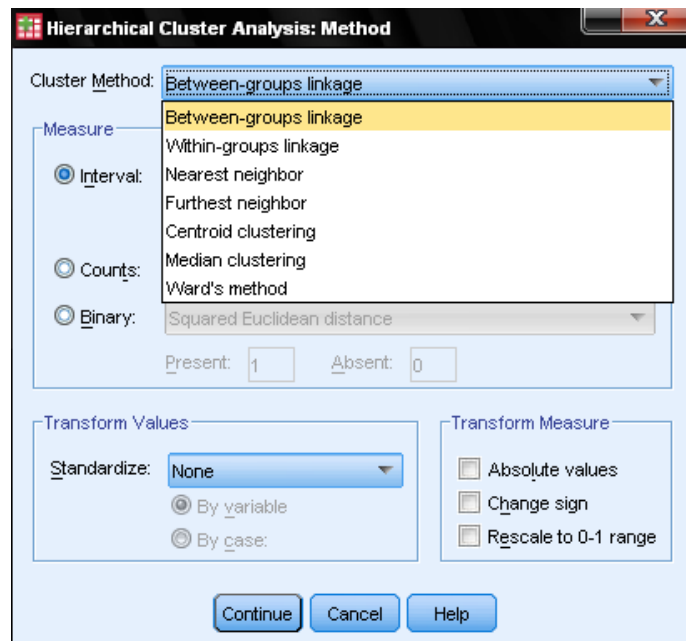 Hierarchical Cluster Analysis: Method
Cluster Method: Between-groups linkage
Between-groups linkage
Within-groups linkage
Nearest neighbor
Furthest neighbor
Centroid clustering
Median clustering
Ward's method
Measure
Interval:
Counts:
Binary: Squared Euclidean distance
Present: 1 Absent: 0
Transform Values
Standardize: None
By variable
By case:
Transform Measure
Absolute values
Change sign
Rescale to 0-1 range
Continue Cancel Help